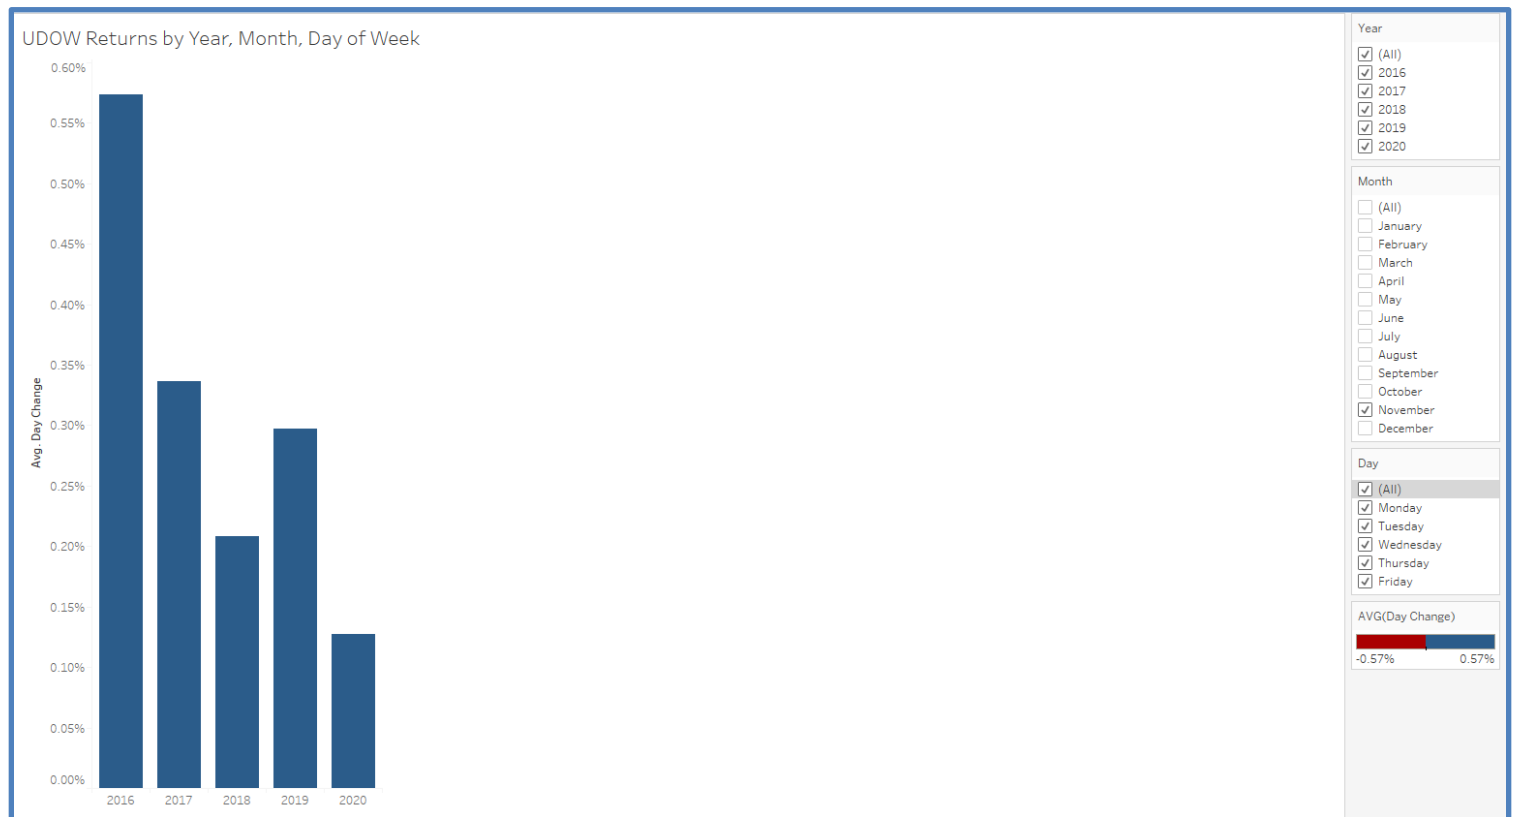 UDOW Returns by Year, Month, Day of Week
0.60%
0.55%
0.50%
0.45%
0.40%
0.35%
0.30%
0.25%
0.20%
0.15%
0.10%
0.05%
0.00%
Avg. Day Change
2016 2017 2018 2019 2020
Year
(All)
2016
2017
2018
2019
2020
Month
(All)
January
February
March
April
May
June
July
August
September
October
November
December
Day
(All)
Monday
Tuesday
Wednesday
Thursday
Friday
AVG(Day Change)
-0.57% 0.57%